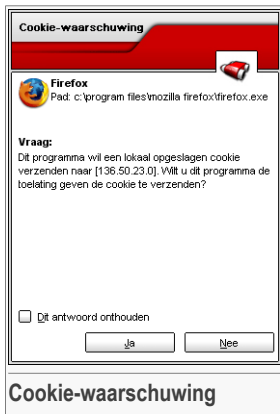 Cookie-waarschuwing
Firefox
Pad: c:\program files\mozilla firefox\firefox.exe
Vraag:
Dit programma wil een lokaal opgeslagen cookie
verzenden naar [136.50.23.0]. Wilt u dit programma de
toelating geven de cookie te verzenden?
Dit antwoord onthouden
Ja
Nee
Cookie-waarschuwing